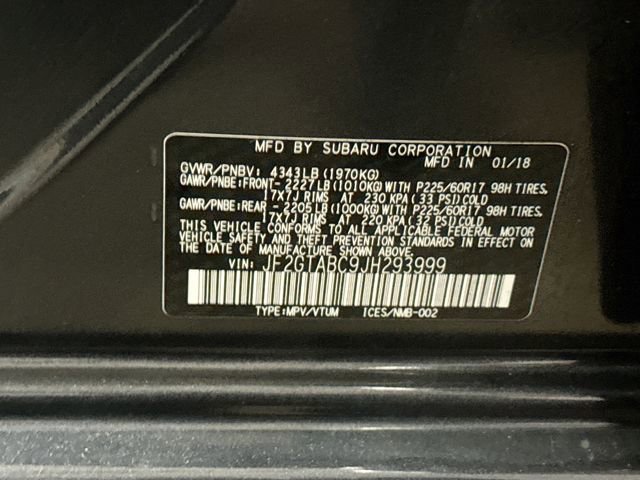 MFD BY SUBARU CORPORATION
MFD IN 01/18
GVWR/PNBV: 4343LB(1970KG)
GAWR/PNBE:FRONT-2227LB(1010KG)WITH P225/60R17 98H TIRES,
17X7J RIMS AT 230 KPA(33 PSI)COLD
GAWR/PNBE:REAR -2205LB(1000KG)WITH P225/60R17 98H TIRES,
17X7J RIMS AT 220 KPA(32 PSI)COLD
THIS VEHICLE CONFORMS TO ALL APPLICABLE FEDERAL MOTOR
VEHICLE SAFETY AND THEFT PREVENTION STANDARDS IN EFFECT ON
THE DATE OF MANUFACTURE SHOWN ABOVE.
VIN: JF2GTABC9JH293999
TYPE:MPV/VTUM ICES/NMB-002